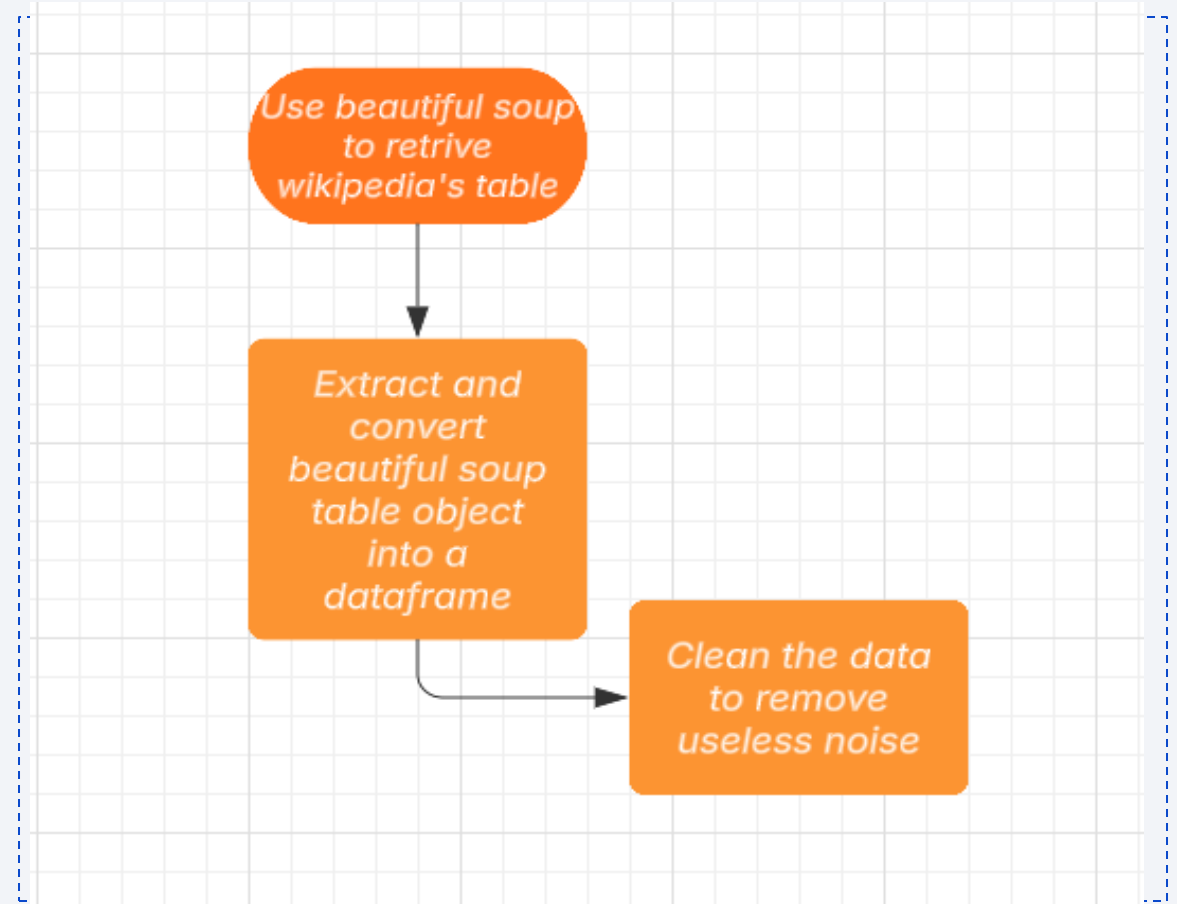 Use beautiful soup
to retrive
wikipedia's table
Extract and
convert
beautiful soup
table object
into a
dataframe
Clean the data
to remove
useless noise